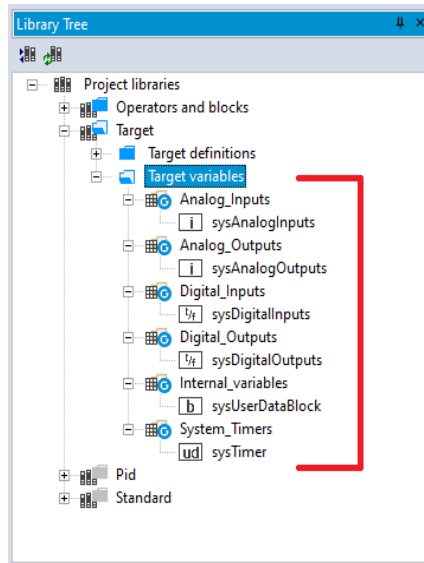 Library Tree
Project libraries
Operators and blocks
Target
Target definitions
Target variables
Analog_Inputs
i sysAnalogInputs
Analog_Outputs
i sysAnalogOutputs
Digital_Inputs
t/f sysDigitalInputs
Digital_Outputs
t/f sysDigitalOutputs
Internal_variables
b sysUserDataBlock
System_Timers
ud sysTimer
Pid
Standard